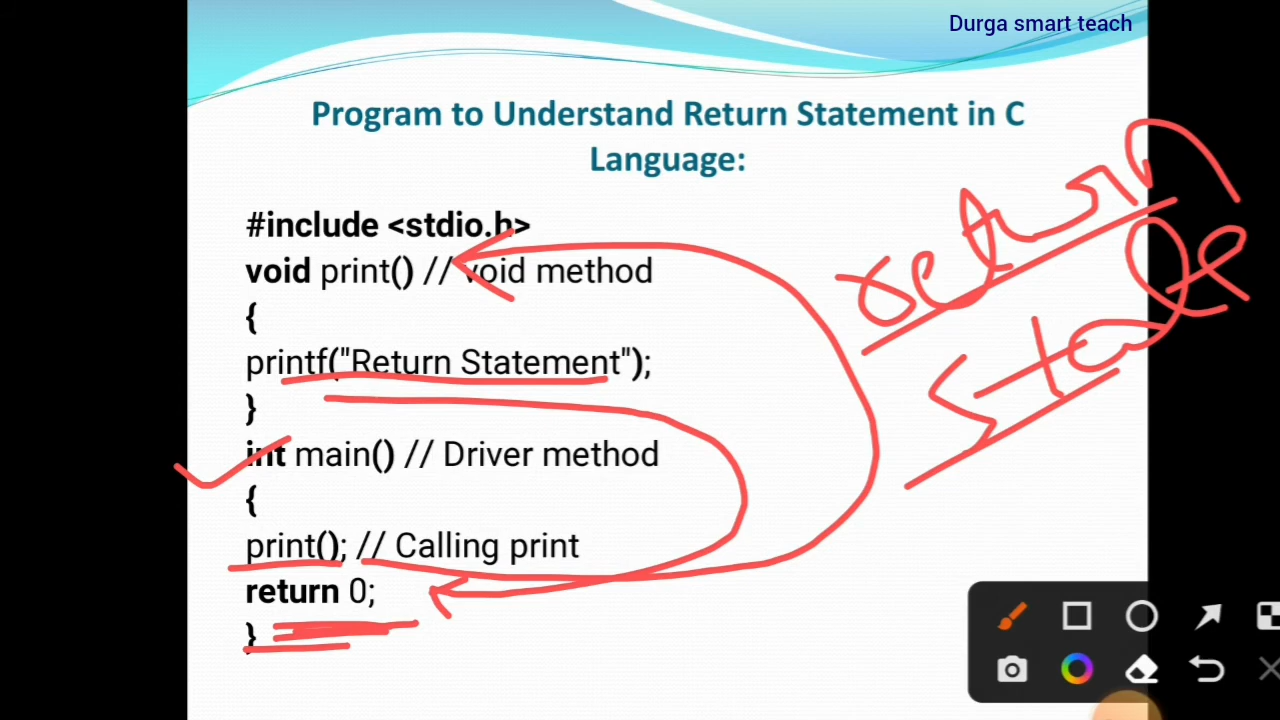 Durga smart teach
Program to Understand Return Statement in C
Language:
#include <stdio.h>
void print() // void method
{
printf("Return Statement");
}
int main() // Driver method
{
print(); // Calling print
return 0;
}
return